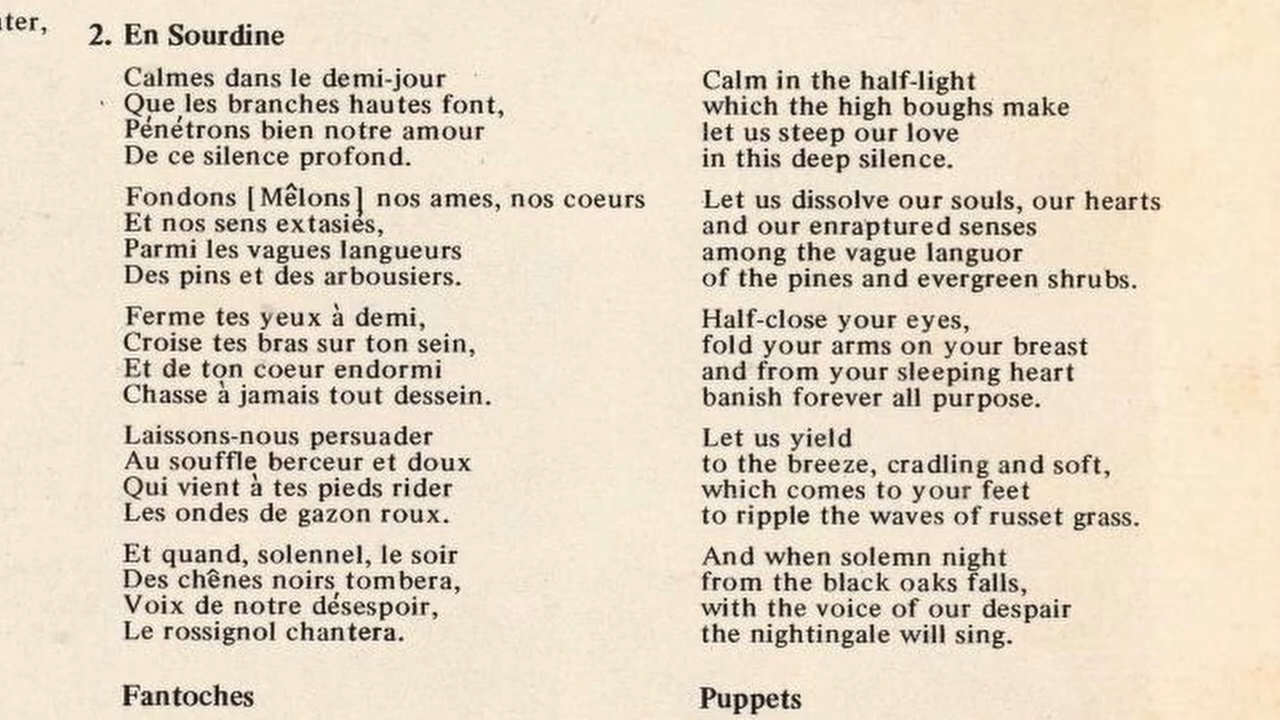 2. En Sourdine
Calmes dans le demi-jour
Que les branches hautes font,
Pénétrons bien notre amour
De ce silence profond.
Fondons [Mêlons] nos ames, nos coeurs
Et nos sens extasiés,
Parmi les vagues langueurs
Des pins et des arbousiers.
Ferme tes yeux à demi,
Croise tes bras sur ton sein,
Et de ton coeur endormi
Chasse à jamais tout dessein.
Laissons-nous persuader
Au souffle berceur et doux
Qui vient à tes pieds rider
Les ondes de gazon roux.
Et quand, solennel, le soir
Des chênes noirs tombera,
Voix de notre désespoir,
Le rossignol chantera.
Fantoches
Calm in the half-light
which the high boughs make
let us steep our love
in this deep silence.
Let us dissolve our souls, our hearts
and our enraptured senses
among the vague languor
of the pines and evergreen shrubs.
Half-close your eyes,
fold your arms on your breast
and from your sleeping heart
banish forever all purpose.
Let us yield
to the breeze, cradling and soft,
which comes to your feet
to ripple the waves of russet grass.
And when solemn night
from the black oaks falls,
with the voice of our despair
the nightingale will sing.
Puppets